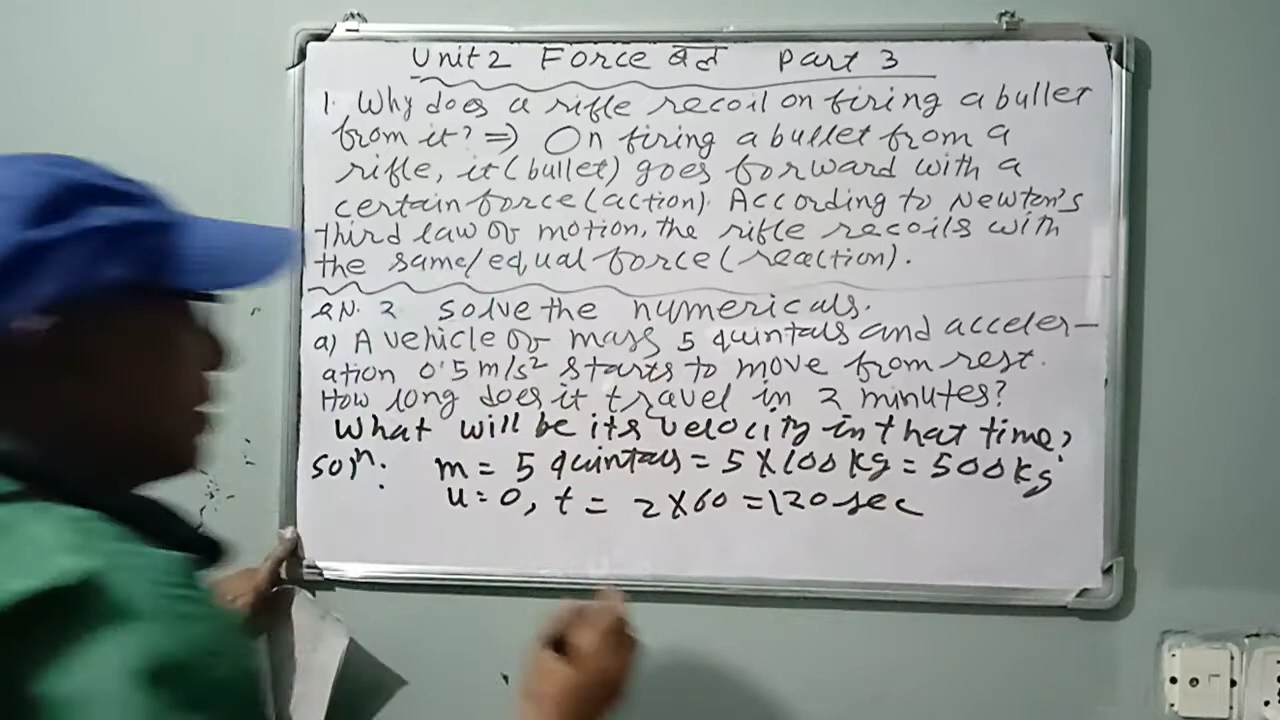 Unit 2 Force बल Part 3
1. Why does a rifle recoil on firing a bullet
from it? ⇒ On firing a bullet from a
rifle, it (bullet) goes forward with a
certain force (action). According to Newton's
third law of motion, the rifle recoils with
the same/equal force (reaction).
QN. 2 Solve the numericals.
a) A vehicle of mass 5 quintals and acceler-
ation 0.5 m/s² starts to move from rest.
How long does it travel in 2 minutes?
What will be its velocity in that time?
Solⁿ: m = 5 quintals = 5 X 100 kg = 500 kg
u = 0, t = 2 X 60 = 120 sec